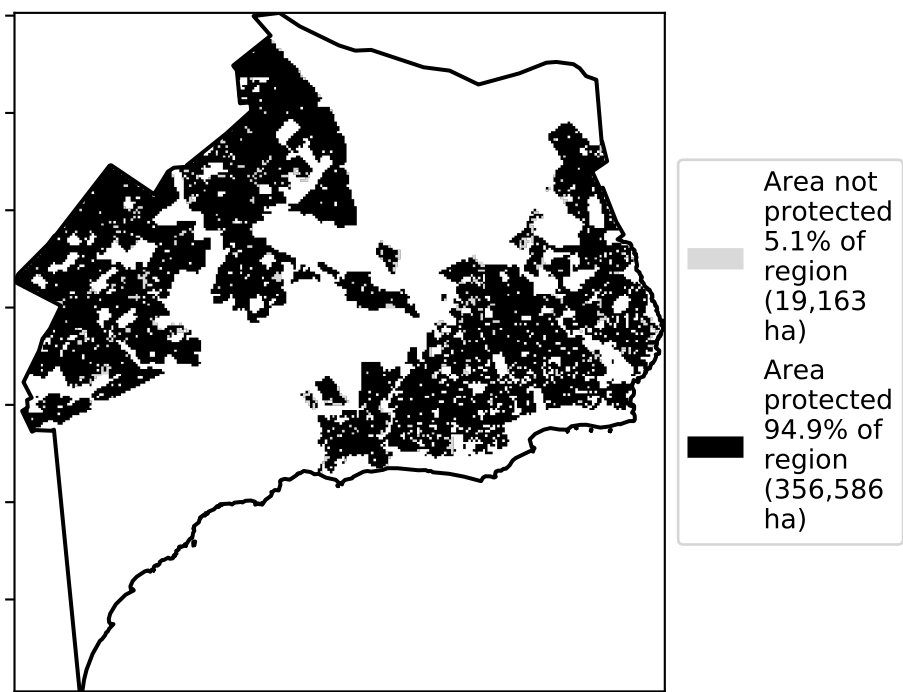 Area not
protected
5.1% of
region
(19,163
ha)
Area
protected
94.9% of
region
(356,586
ha)